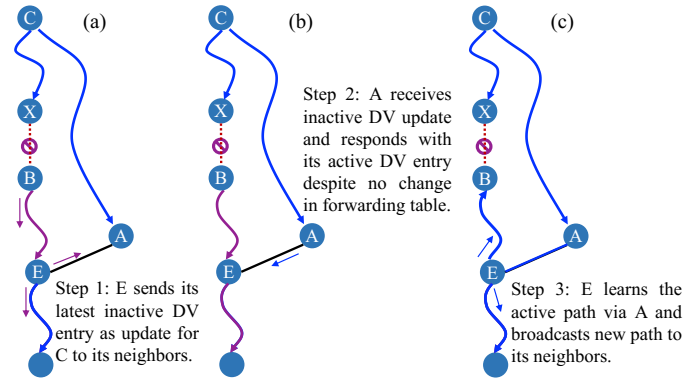 (a)
C
X
B
A
E
Step 1: E sends its
latest inactive DV
entry as update for
C to its neighbors.
(b)
C
X
B
A
E
Step 2: A receives
inactive DV update
and responds with
its active DV entry
despite no change
in forwarding table.
(c)
C
X
B
A
E
Step 3: E learns the
active path via A and
broadcasts new path to
its neighbors.